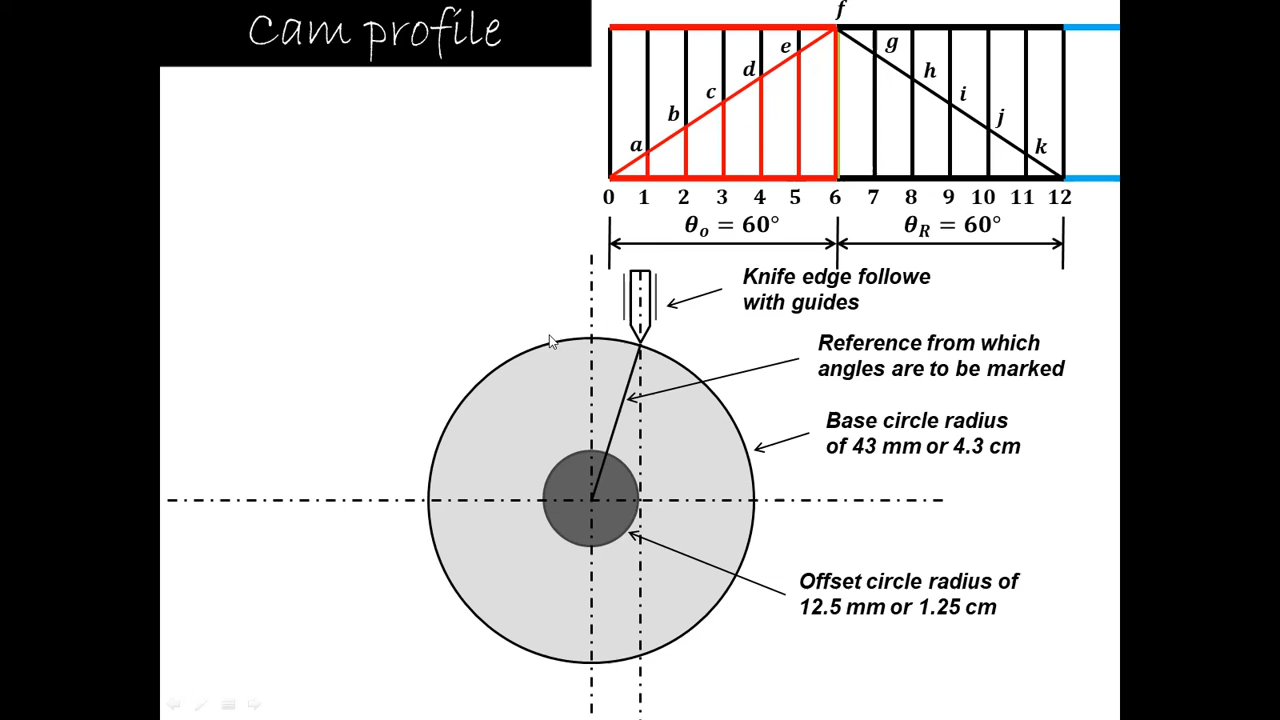 Cam profile
f
e
g
d
h
c
i
b
j
a
k
0 1 2 3 4 5 6 7 8 9 10 11 12
θo = 60°
θR = 60°
Knife edge followe
with guides
Reference from which
angles are to be marked
Base circle radius
of 43 mm or 4.3 cm
Offset circle radius of
12.5 mm or 1.25 cm